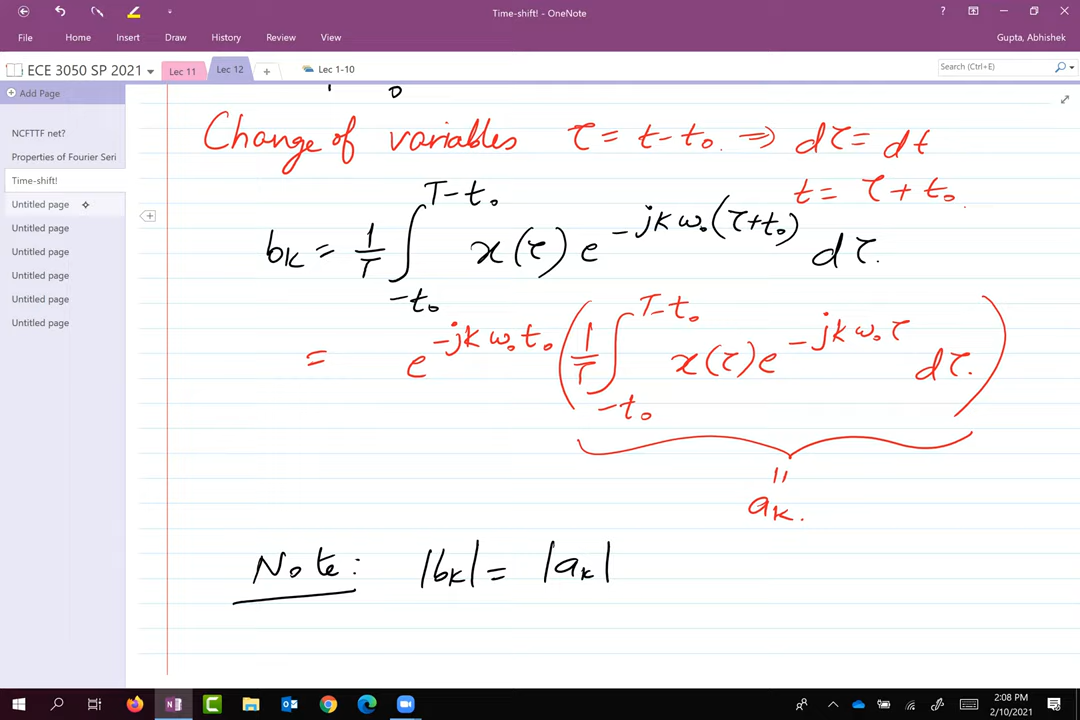 Time-shift! - OneNote
File Home Insert Draw History Review View
Gupta, Abhishek
ECE 3050 SP 2021
Lec 11
Lec 12
Lec 1-10
Search (Ctrl+E)
Add Page
NCFTTF net?
Properties of Fourier Seri
Time-shift!
Untitled page
Untitled page
Untitled page
Untitled page
Untitled page
Untitled page
Change of variables τ = t - t₀. ⇒ dτ = dt
t = τ + t₀.
bₖ = 1/T ∫_{-t₀}^{T-t₀} x(τ) e^{-jkω₀(τ+t₀)} dτ.
= e^{-jkω₀t₀} (1/T ∫_{-t₀}^{T-t₀} x(τ) e^{-jkω₀τ} dτ.)
=
aₖ.
Note: |bₖ| = |aₖ|
2:08 PM
2/10/2021